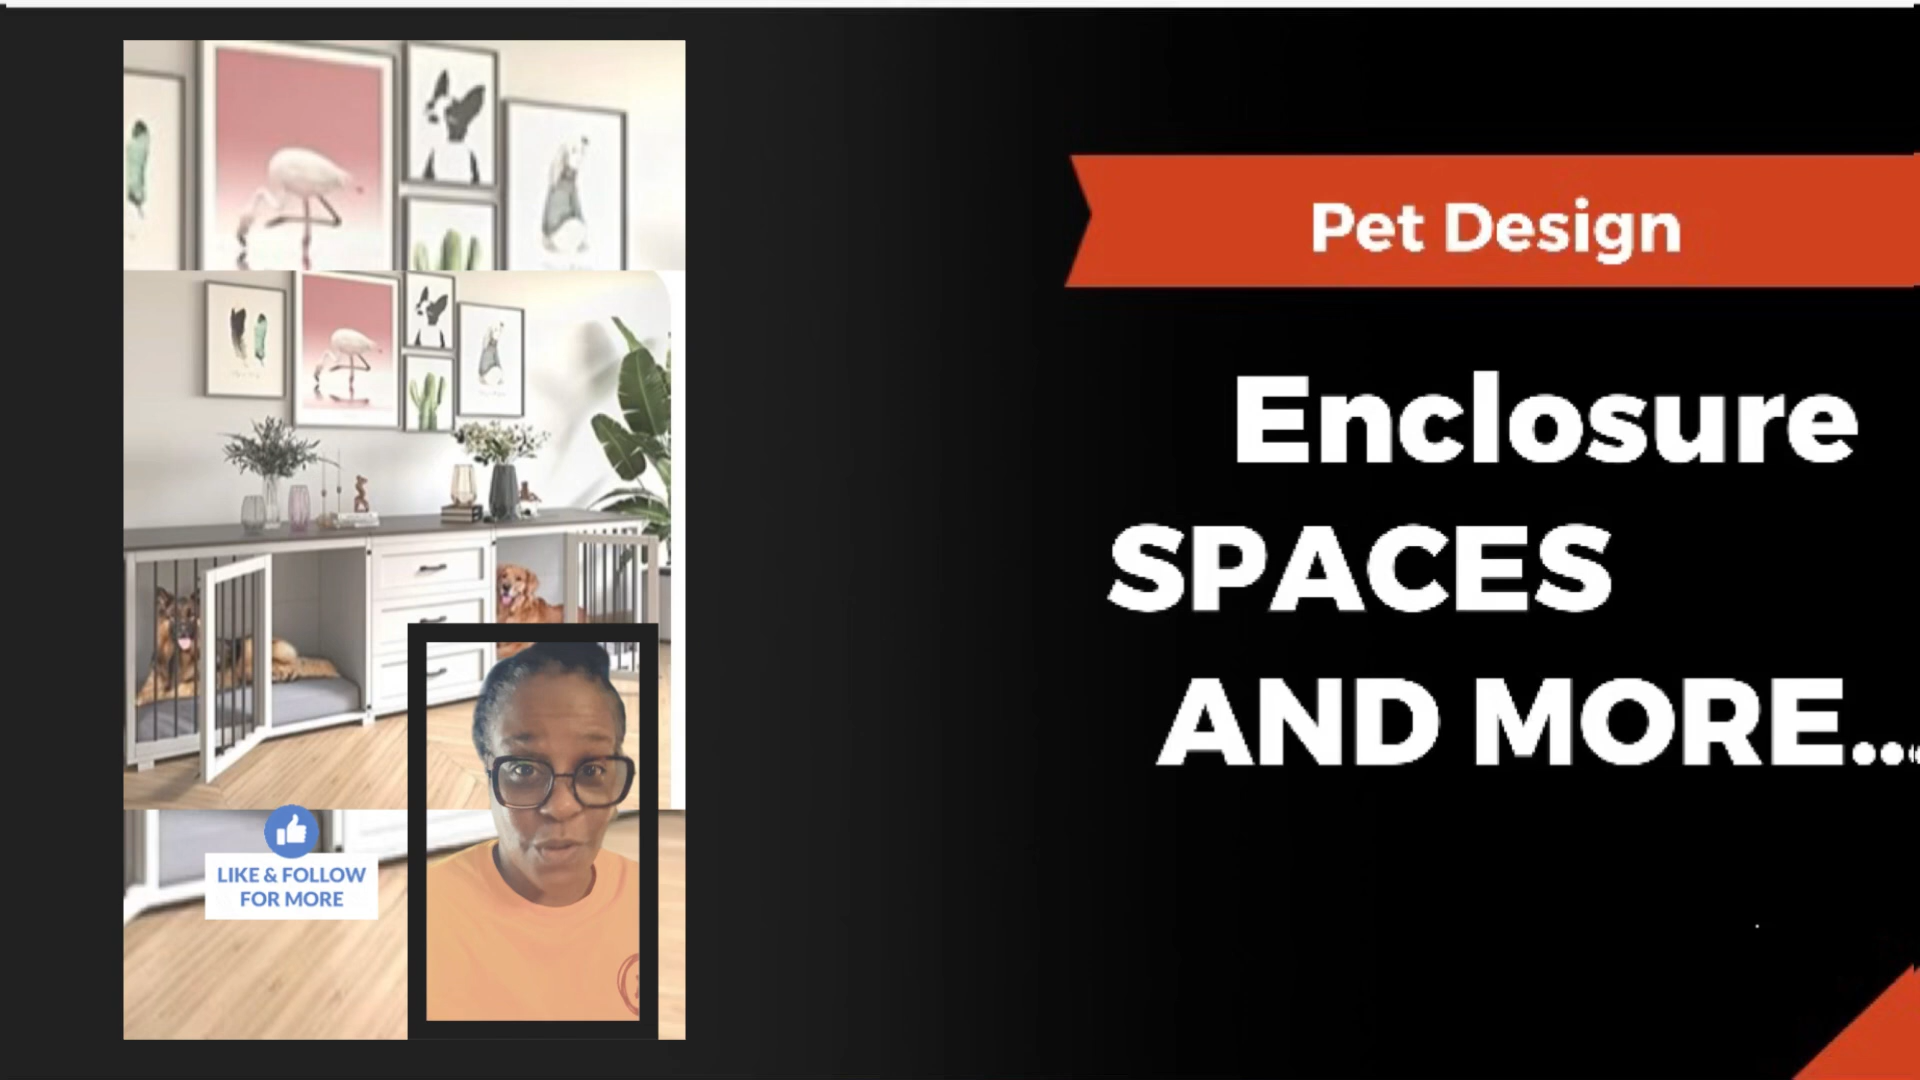 Pet Design
Enclosure
SPACES
AND MORE...
LIKE & FOLLOW
FOR MORE